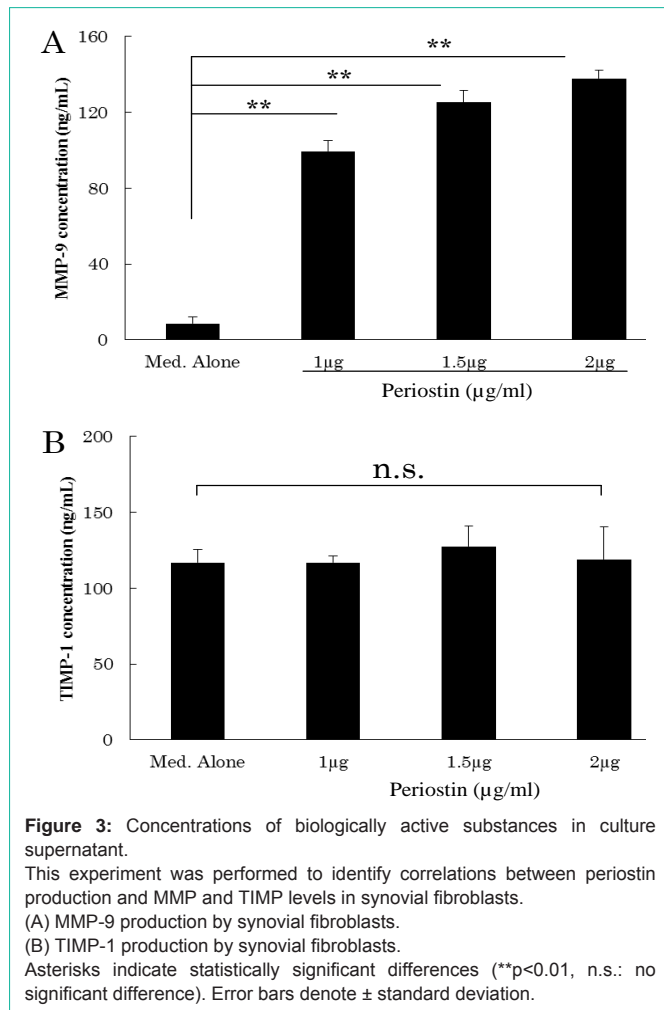 A
MMP-9 concentration (ng/mL)
160
120
80
40
0
**
**
**
Med. Alone 1µg 1.5µg 2µg
Periostin (µg/ml)
B
TIMP-1 concentration (ng/mL)
200
150
100
50
0
n.s.
Med. Alone 1µg 1.5µg 2µg
Periostin (µg/ml)
Figure 3: Concentrations of biologically active substances in culture
supernatant.
This experiment was performed to identify correlations between periostin
production and MMP and TIMP levels in synovial fibroblasts.
(A) MMP-9 production by synovial fibroblasts.
(B) TIMP-1 production by synovial fibroblasts.
Asterisks indicate statistically significant differences (**p<0.01, n.s.: no
significant difference). Error bars denote ± standard deviation.